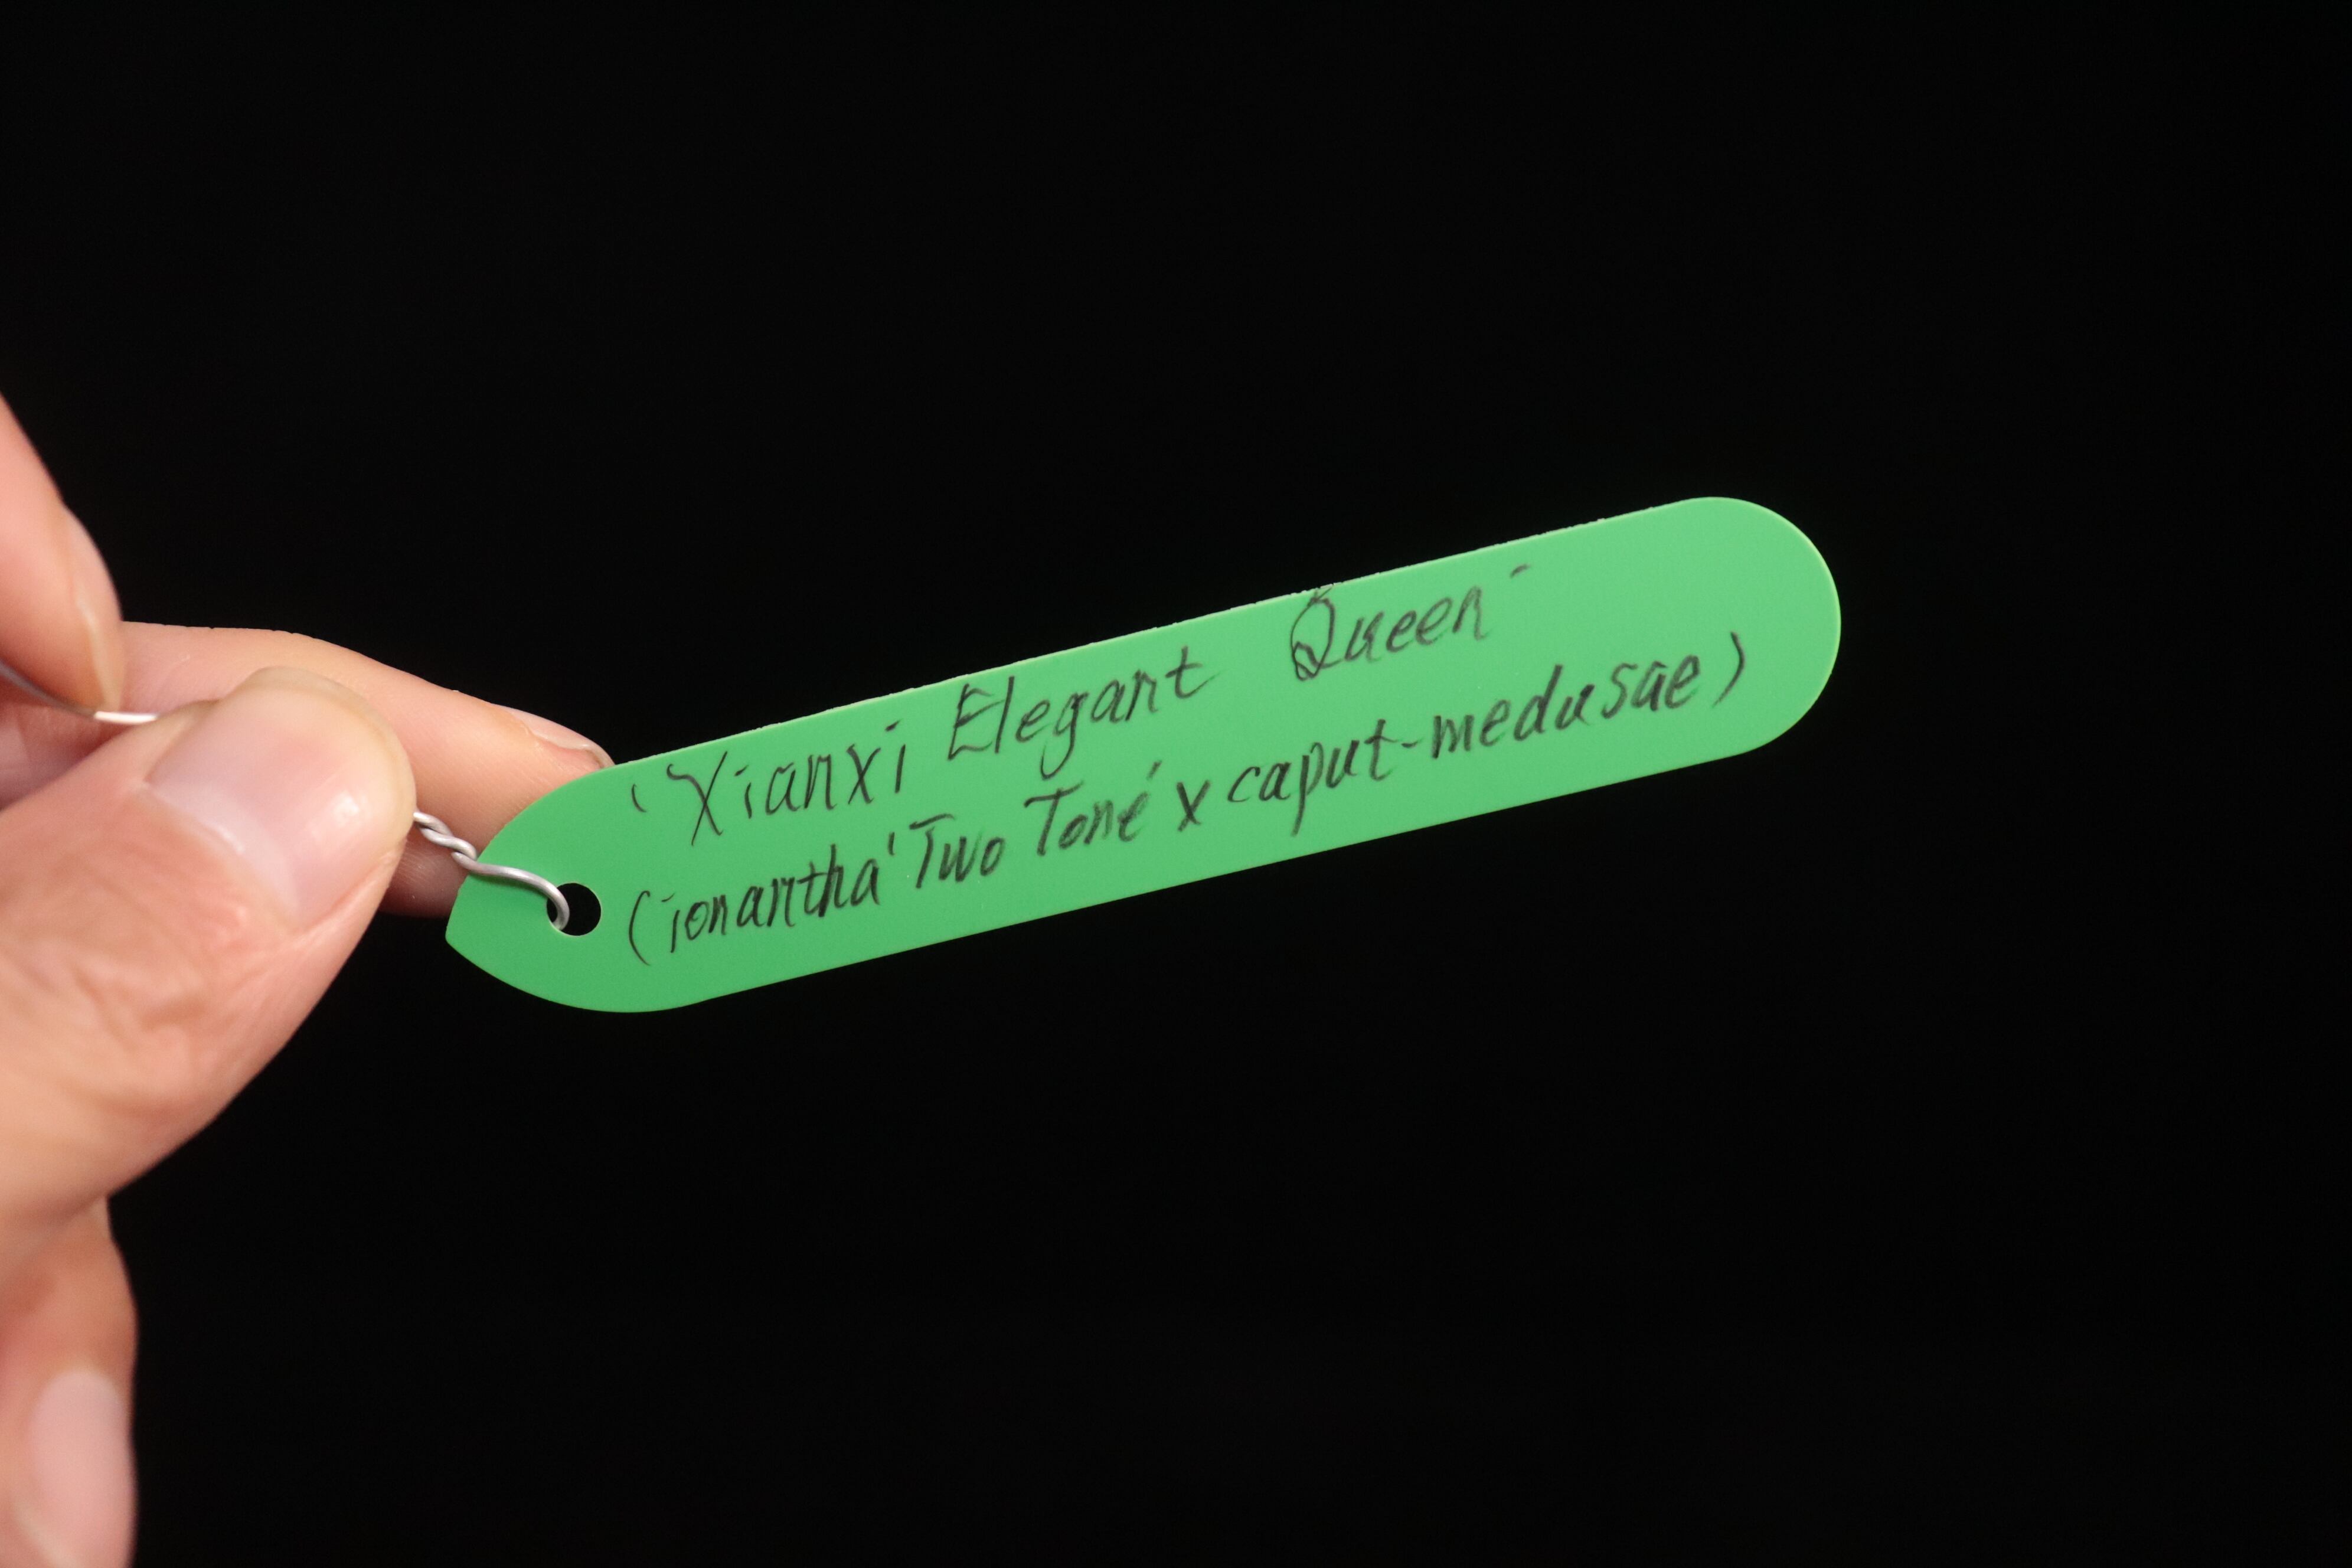 'Xianxi Elegant Queen'
(ionantha 'Two Tone' x caput-medusae)